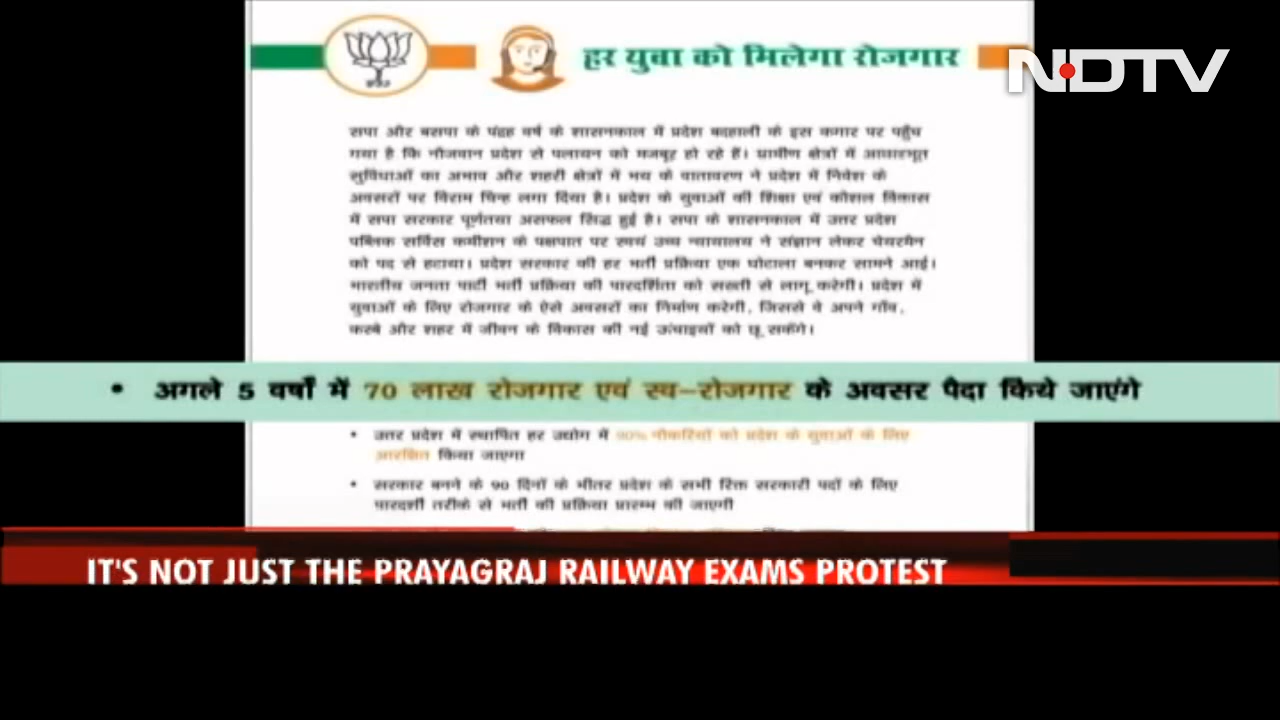 हर युवा को मिलेगा रोजगार
NDTV
सपा और बसपा के पंद्रह वर्ष के शासनकाल में प्रदेश बदहाली के इस कगार पर पहुँच
गया है कि नौजवान प्रदेश से पलायन को मजबूर हो रहे हैं। ग्रामीण क्षेत्रों में आधारभूत
सुविधाओं का अभाव और शहरी क्षेत्रों में भय के वातावरण ने प्रदेश में निवेश के
अवसरों पर विराम चिन्ह लगा दिया है। प्रदेश के युवाओं की शिक्षा एवं कौशल विकास
में सपा सरकार पूर्णतया असफल सिद्ध हुई है। सपा के शासनकाल में उत्तर प्रदेश
पब्लिक सर्विस कमीशन के पक्षपात पर स्वयं उच्च न्यायालय ने संज्ञान लेकर चेयरमैन
को पद से हटाया। प्रदेश सरकार की हर भर्ती प्रक्रिया एक घोटाला बनकर सामने आई।
भारतीय जनता पार्टी भर्ती प्रक्रिया की पारदर्शिता को सख्ती से लागू करेगी। प्रदेश में
युवाओं के लिए रोजगार के ऐसे अवसरों का निर्माण करेगी, जिससे वे अपने गाँव,
कस्बे और शहर में जीवन के विकास की नई ऊंचाइयों को छू सकेंगे।
• अगले 5 वर्षों में 70 लाख रोजगार एवं स्व-रोजगार के अवसर पैदा किये जाएंगे
• उत्तर प्रदेश में स्थापित हर उद्योग में 90% नौकरियों को प्रदेश के युवाओं के लिए
आरक्षित किया जाएगा
• सरकार बनने के 90 दिनों के भीतर प्रदेश के सभी रिक्त सरकारी पदों के लिए
पारदर्शी तरीके से भर्ती की प्रक्रिया प्रारम्भ की जाएगी
IT'S NOT JUST THE PRAYAGRAJ RAILWAY EXAMS PROTEST